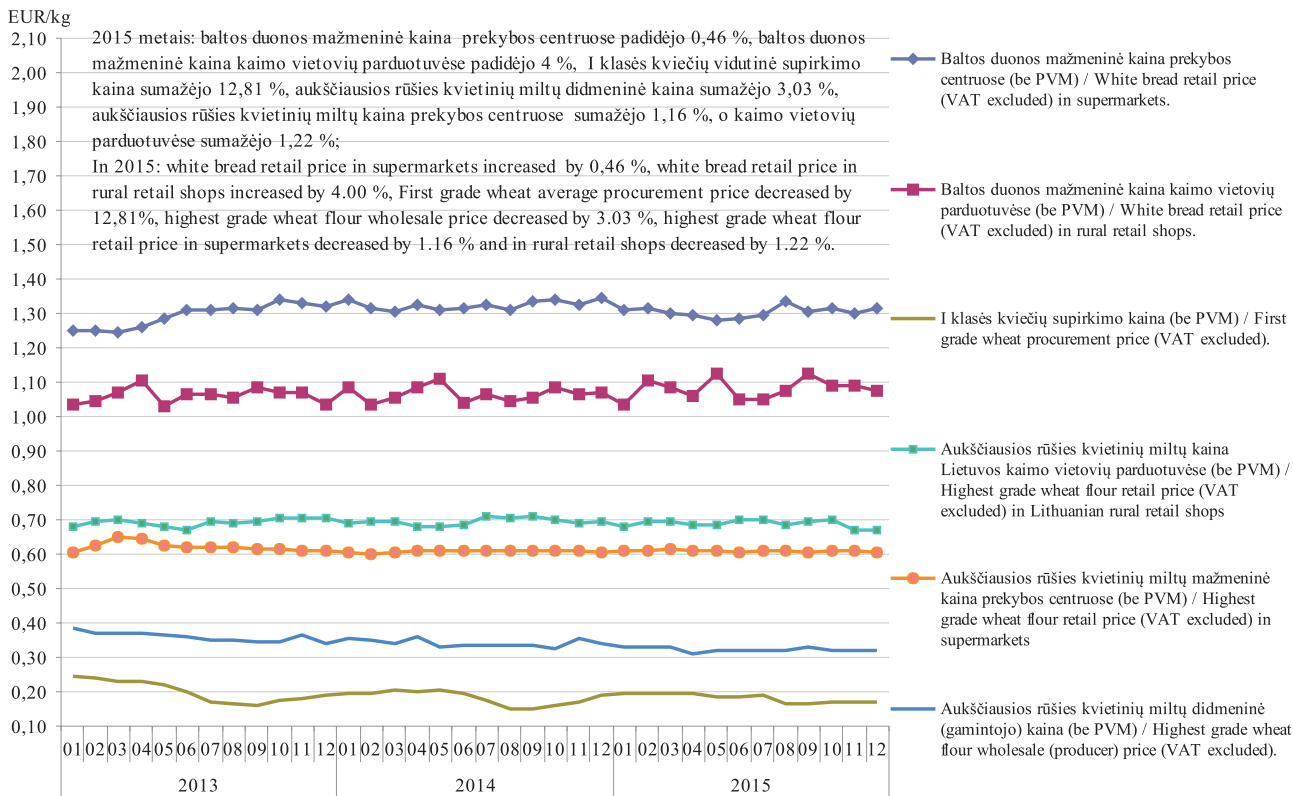 EUR/kg
2,10
2,00
1,90
1,80
1,70
1,60
1,50
1,40
1,30
1,20
1,10
1,00
0,90
0,80
0,70
0,60
0,50
0,40
0,30
0,20
0,10
2015 metais: baltos duonos mažmeninė kaina prekybos centruose padidėjo 0,46 %, baltos duonos
mažmeninė kaina kaimo vietovių parduotuvėse padidėjo 4 %, I klasės kviečių vidutinė supirkimo
kaina sumažėjo 12,81 %, aukščiausios rūšies kvietinių miltų didmeninė kaina sumažėjo 3,03 %,
aukščiausios rūšies kvietinių miltų kaina prekybos centruose sumažėjo 1,16 %, o kaimo vietovių
parduotuvėse sumažėjo 1,22 %;
In 2015: white bread retail price in supermarkets increased by 0,46 %, white bread retail price in
rural retail shops increased by 4.00 %, First grade wheat average procurement price decreased by
12,81%, highest grade wheat flour wholesale price decreased by 3.03 %, highest grade wheat flour
retail price in supermarkets decreased by 1.16 % and in rural retail shops decreased by 1.22 %.
01 02 03 04 05 06 07 08 09 10 11 12 01 02 03 04 05 06 07 08 09 10 11 12 01 02 03 04 05 06 07 08 09 10 11 12
2013 2014 2015
Baltos duonos mažmeninė kaina prekybos
centruose (be PVM) / White bread retail price
(VAT excluded) in supermarkets.
Baltos duonos mažmeninė kaina kaimo vietovių
parduotuvėse (be PVM) / White bread retail price
(VAT excluded) in rural retail shops.
I klasės kviečių supirkimo kaina (be PVM) / First
grade wheat procurement price (VAT excluded).
Aukščiausios rūšies kvietinių miltų kaina
Lietuvos kaimo vietovių parduotuvėse (be PVM) /
Highest grade wheat flour retail price (VAT
excluded) in Lithuanian rural retail shops
Aukščiausios rūšies kvietinių miltų mažmeninė
kaina prekybos centruose (be PVM) / Highest
grade wheat flour retail price (VAT excluded) in
supermarkets
Aukščiausios rūšies kvietinių miltų didmeninė
(gamintojo) kaina (be PVM) / Highest grade wheat
flour wholesale (producer) price (VAT excluded).